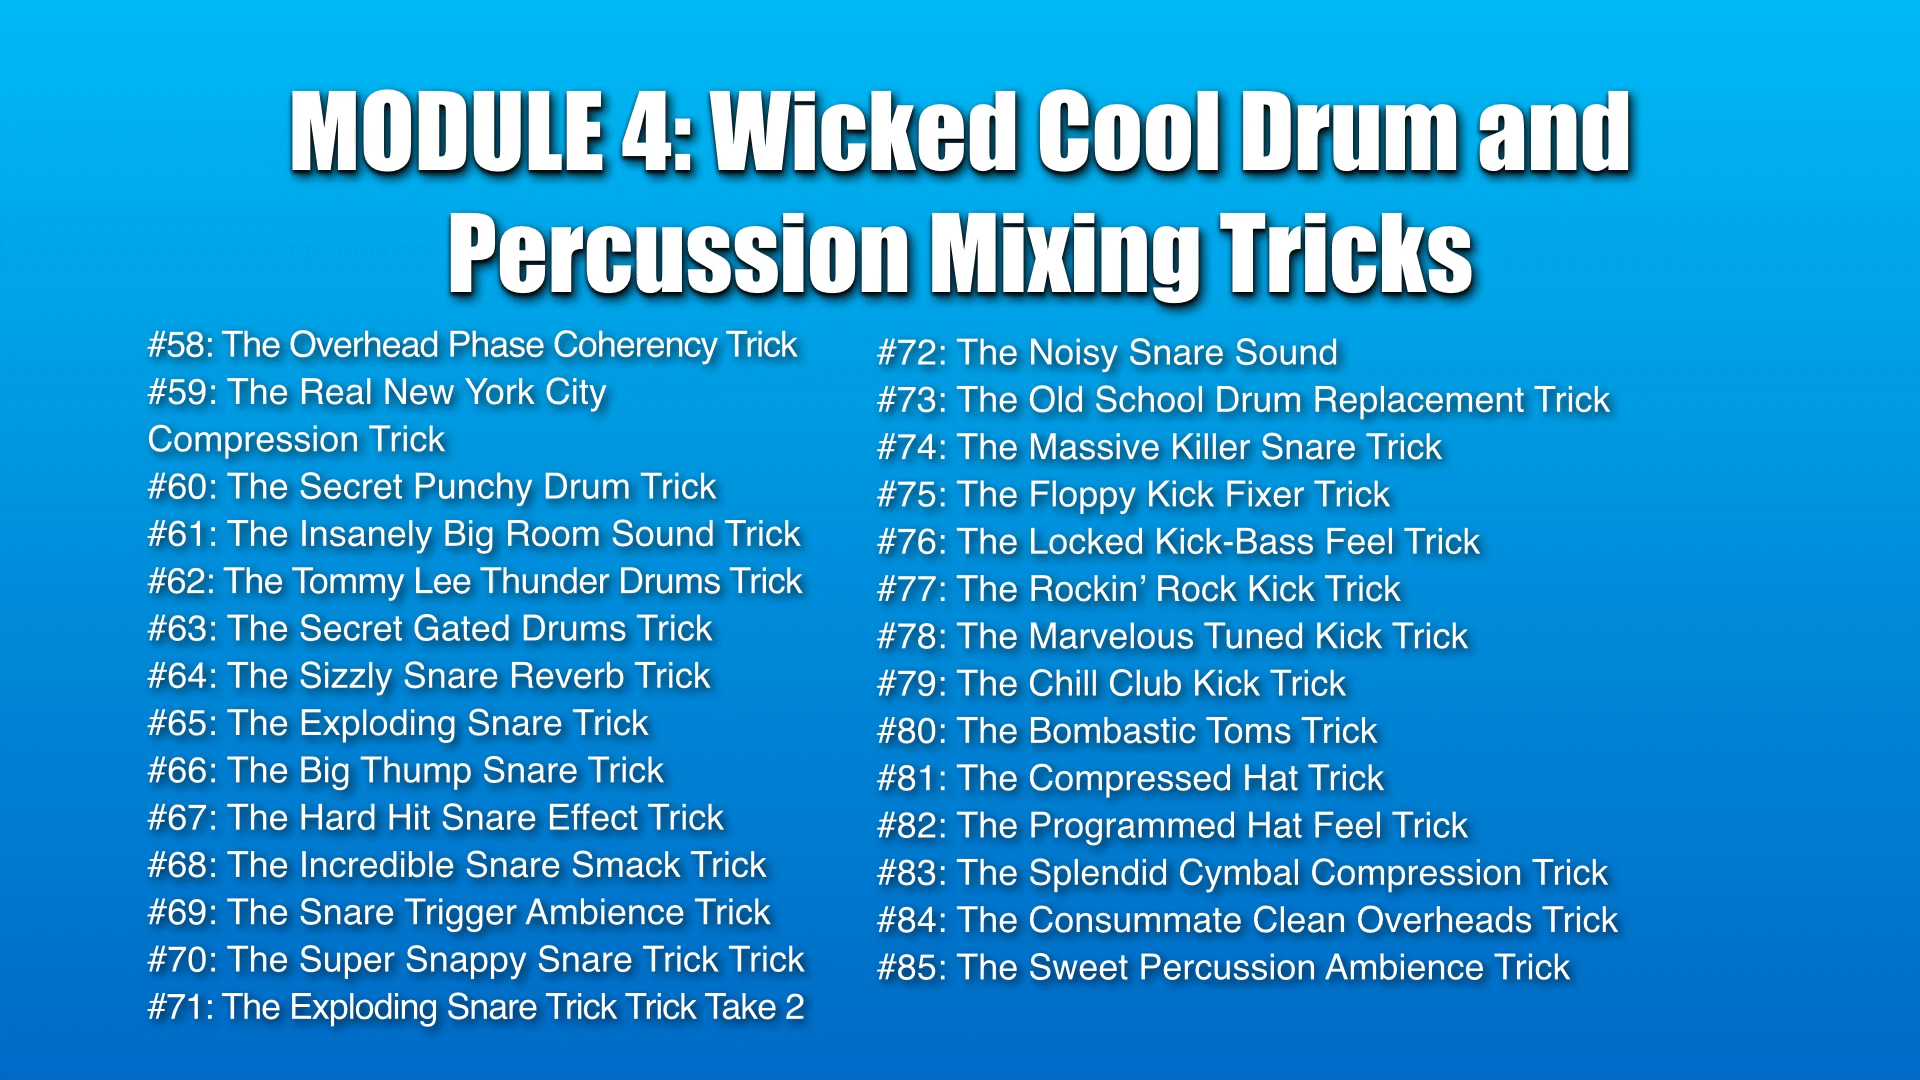 MODULE 4: Wicked Cool Drum and
Percussion Mixing Tricks
#58: The Overhead Phase Coherency Trick
#59: The Real New York City
Compression Trick
#60: The Secret Punchy Drum Trick
#61: The Insanely Big Room Sound Trick
#62: The Tommy Lee Thunder Drums Trick
#63: The Secret Gated Drums Trick
#64: The Sizzly Snare Reverb Trick
#65: The Exploding Snare Trick
#66: The Big Thump Snare Trick
#67: The Hard Hit Snare Effect Trick
#68: The Incredible Snare Smack Trick
#69: The Snare Trigger Ambience Trick
#70: The Super Snappy Snare Trick Trick
#71: The Exploding Snare Trick Trick Take 2
#72: The Noisy Snare Sound
#73: The Old School Drum Replacement Trick
#74: The Massive Killer Snare Trick
#75: The Floppy Kick Fixer Trick
#76: The Locked Kick-Bass Feel Trick
#77: The Rockin’ Rock Kick Trick
#78: The Marvelous Tuned Kick Trick
#79: The Chill Club Kick Trick
#80: The Bombastic Toms Trick
#81: The Compressed Hat Trick
#82: The Programmed Hat Feel Trick
#83: The Splendid Cymbal Compression Trick
#84: The Consummate Clean Overheads Trick
#85: The Sweet Percussion Ambience Trick